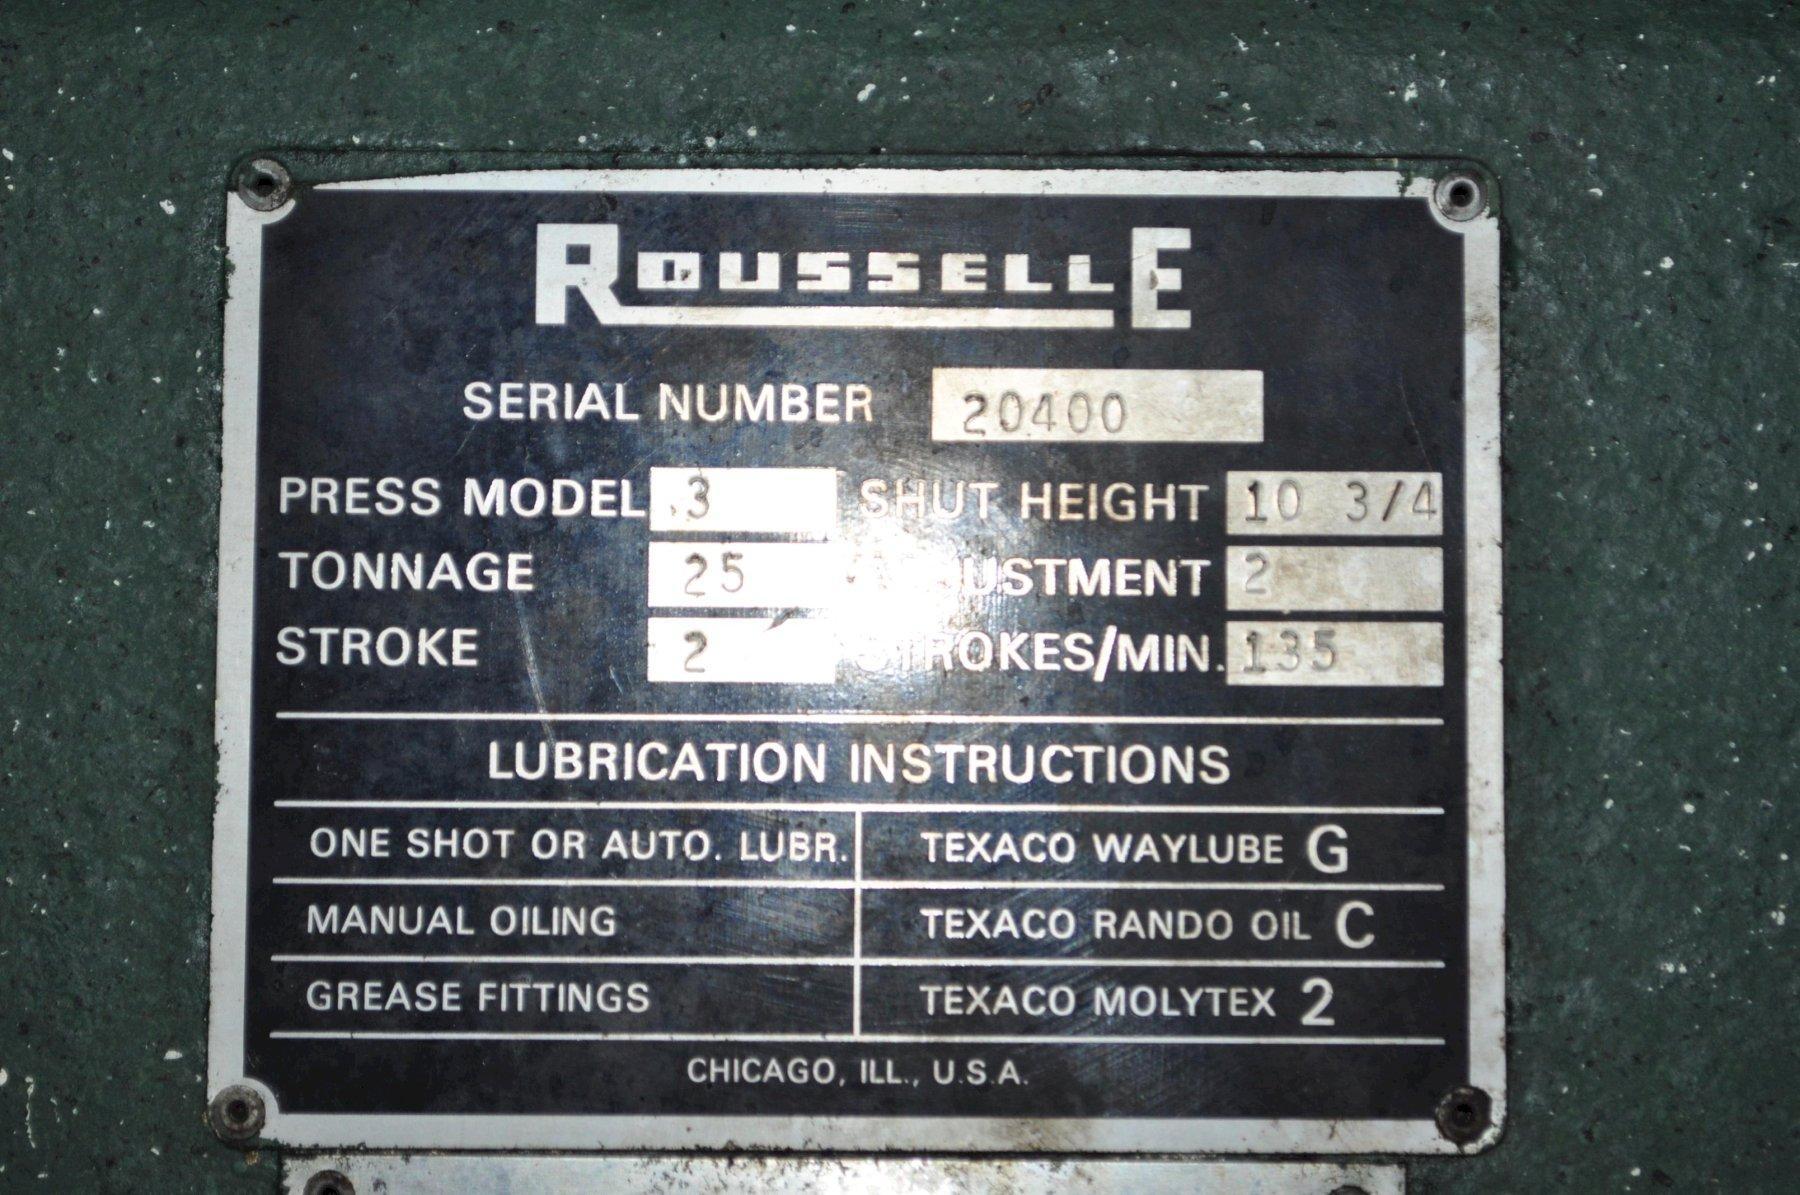 ROUSSELLE
SERIAL NUMBER 20400
PRESS MODEL 3 SHUT HEIGHT 10 3/4
TONNAGE 25 ADJUSTMENT 2
STROKE 2 STROKES/MIN. 135
LUBRICATION INSTRUCTIONS
ONE SHOT OR AUTO. LUBR. TEXACO WAYLUBE G
MANUAL OILING TEXACO RANDO OIL C
GREASE FITTINGS TEXACO MOLYTEX 2
CHICAGO, ILL., U.S.A.